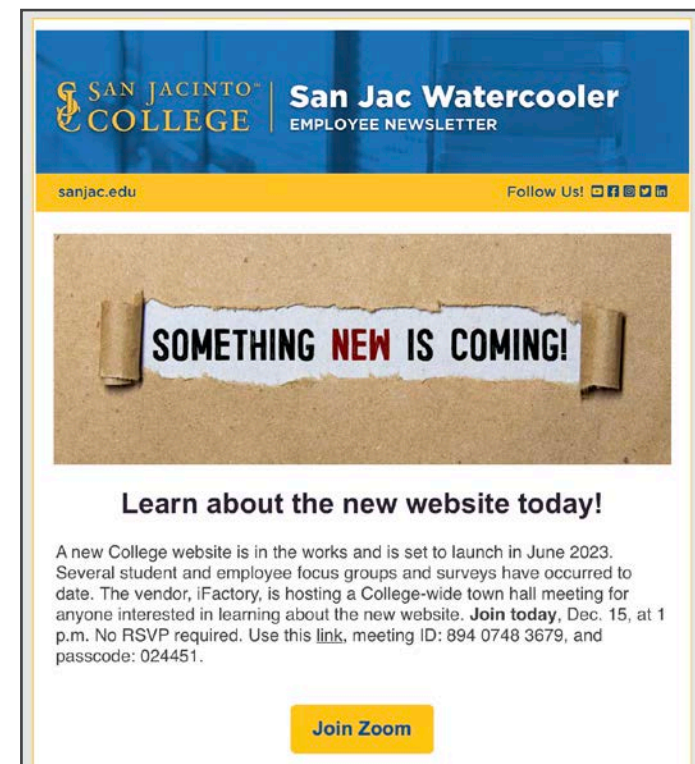 SAN JACINTO™
COLLEGE
San Jac Watercooler
EMPLOYEE NEWSLETTER
sanjac.edu
Follow Us!
SOMETHING NEW IS COMING!
Learn about the new website today!
A new College website is in the works and is set to launch in June 2023.
Several student and employee focus groups and surveys have occurred to
date. The vendor, iFactory, is hosting a College-wide town hall meeting for
anyone interested in learning about the new website. Join today, Dec. 15, at 1
p.m. No RSVP required. Use this link, meeting ID: 894 0748 3679, and
passcode: 024451.
Join Zoom